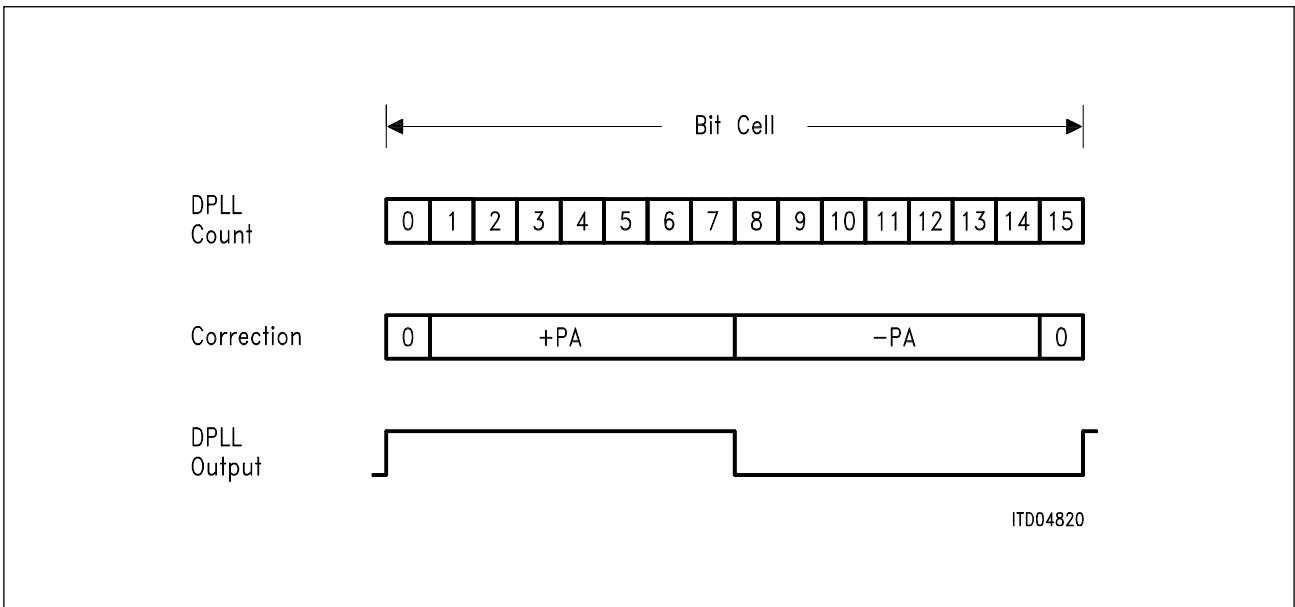 Bit Cell
DPLL
Count
0 1 2 3 4 5 6 7 8 9 10 11 12 13 14 15
Correction
0 +PA -PA 0
DPLL
Output
ITD04820